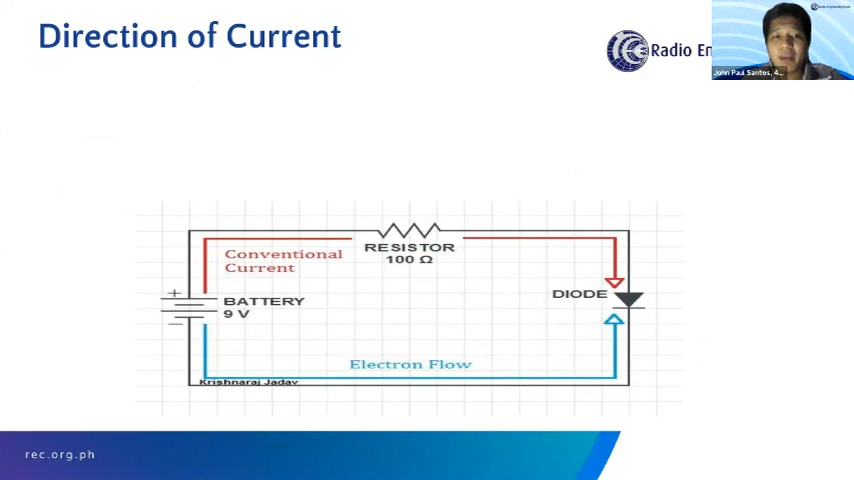 Direction of Current
Radio En
John Paul Santos, 4...
RESISTOR
100 Ω
Conventional
Current
+
BATTERY
9 V
−
DIODE
Electron Flow
Krishnaraj Jadav
rec.org.ph